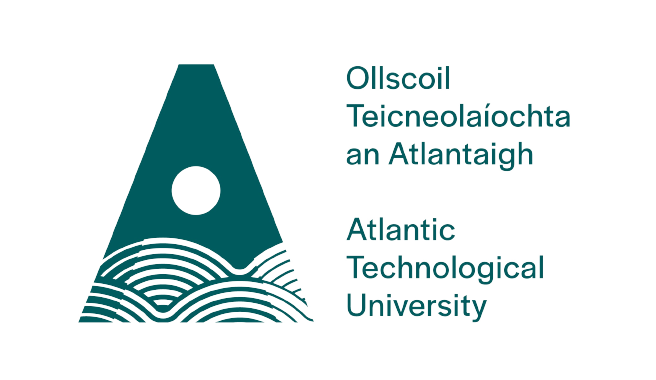 Ollscoil
Teicneolaíochta
an Atlantaigh
Atlantic
Technological
University